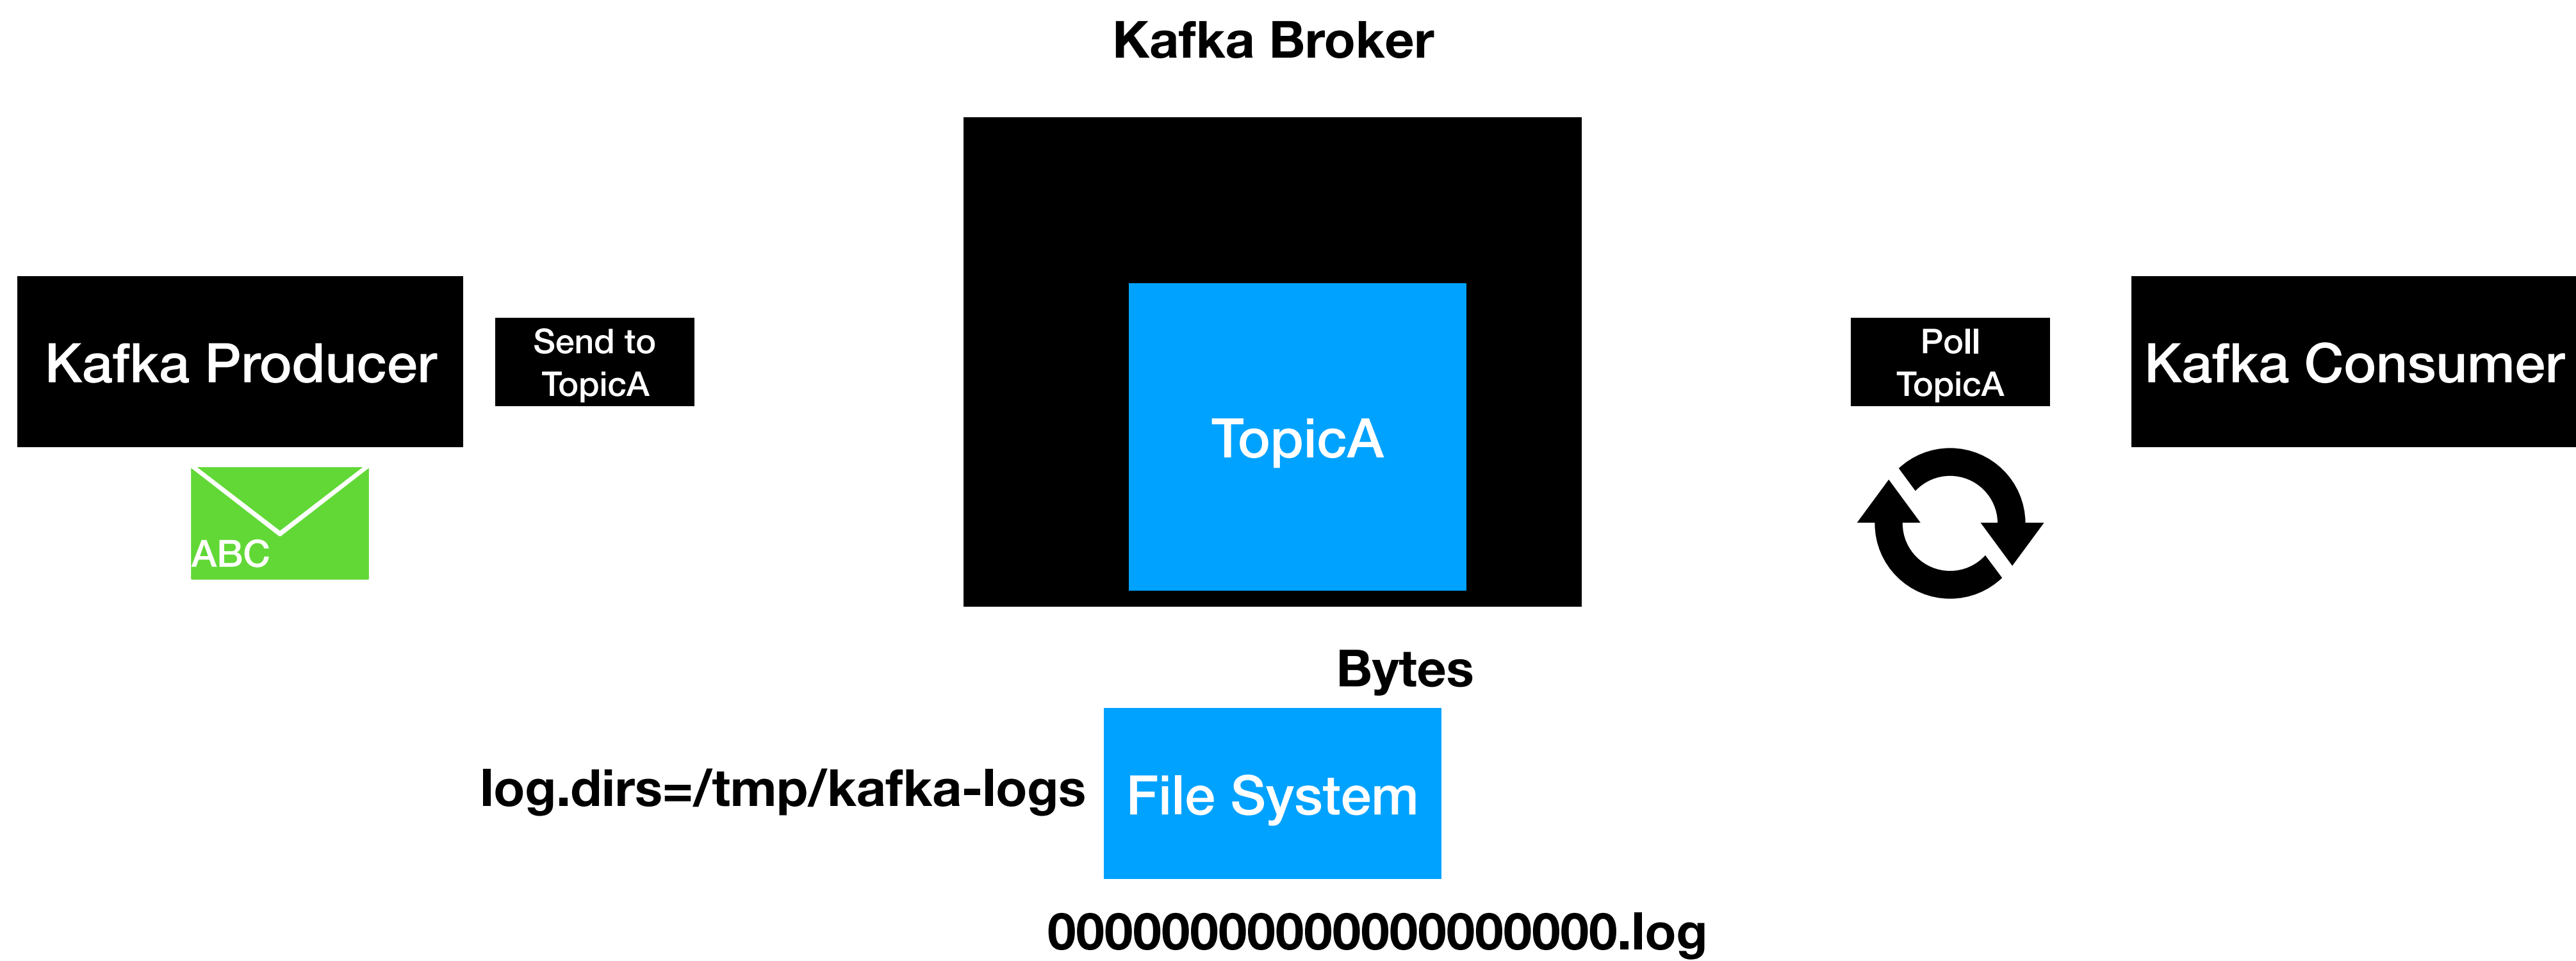 Kafka Broker
Kafka Producer
Send to
TopicA
TopicA
Poll
TopicA
Kafka Consumer
ABC
Bytes
log.dirs=/tmp/kafka-logs
File System
00000000000000000000.log